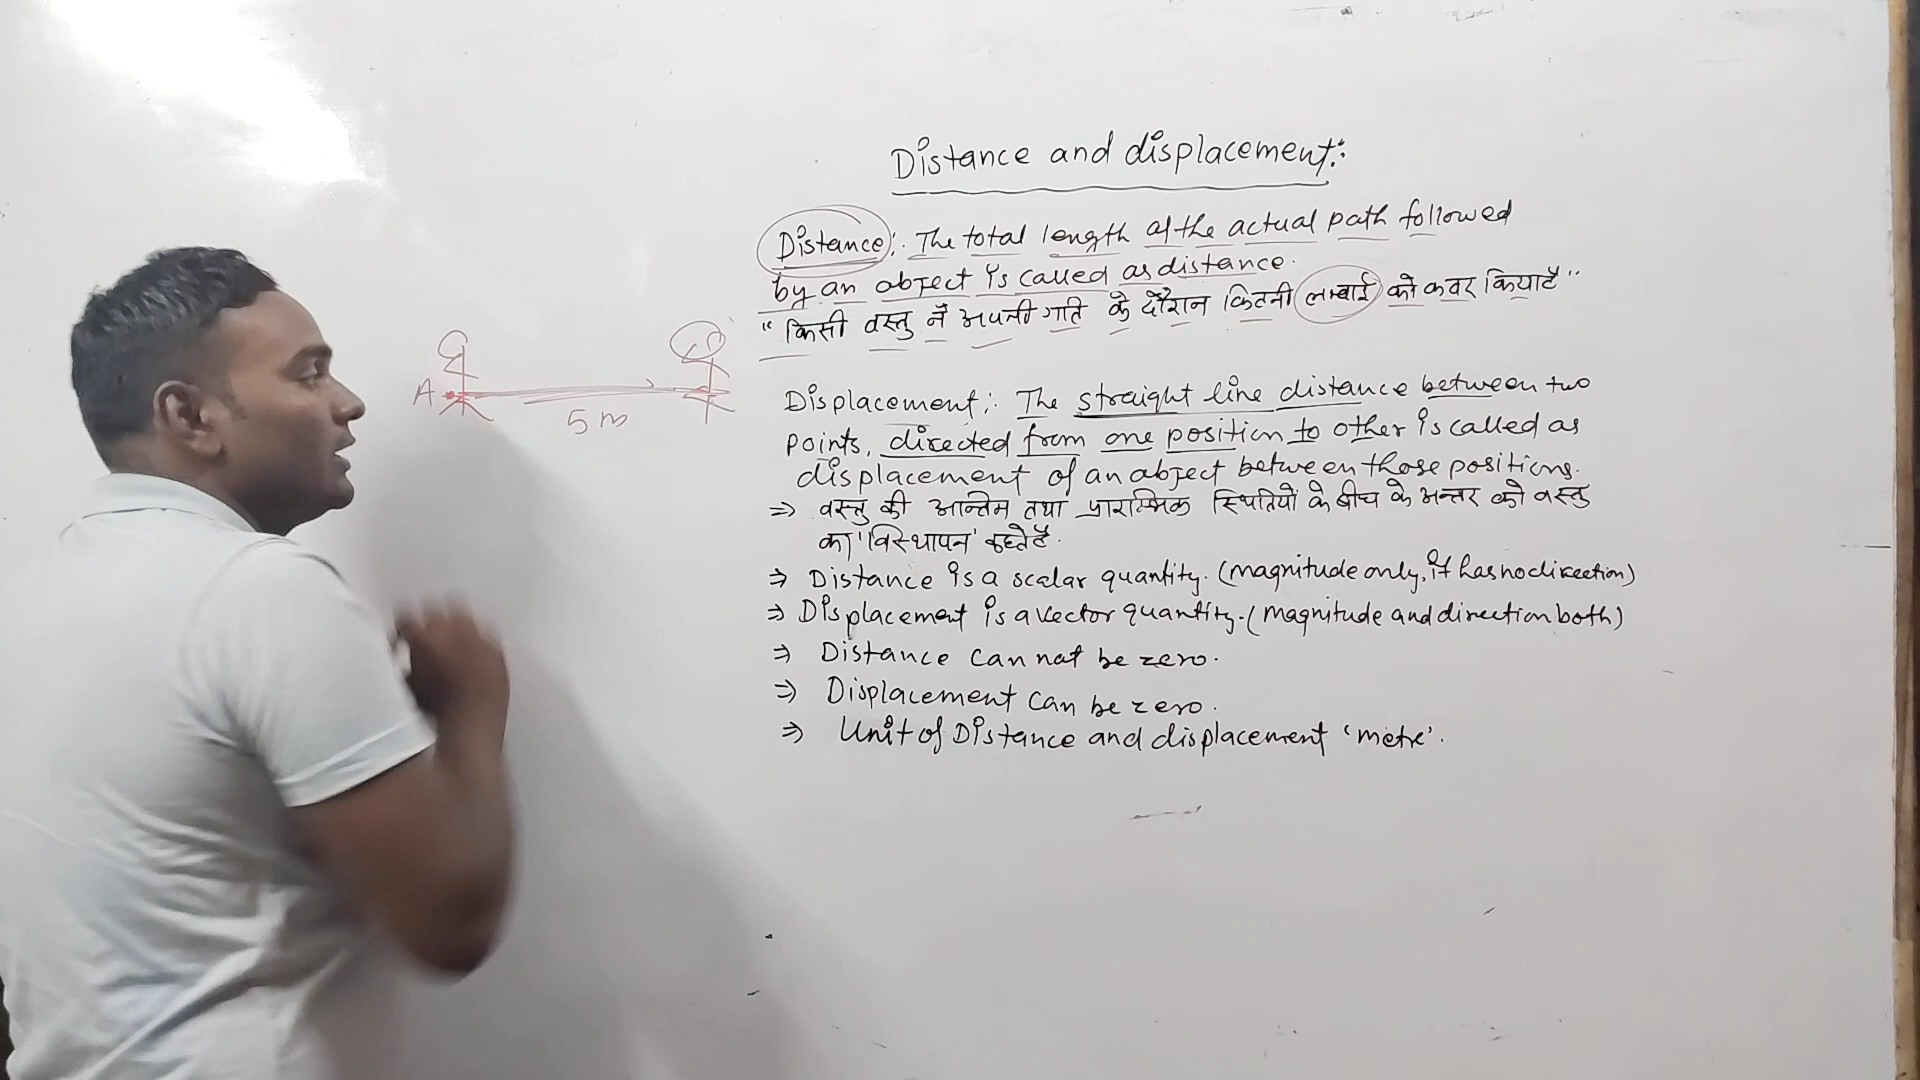 Distance and displacement:
Distance: The total length of the actual path followed
by an object is called as distance.
"किसी वस्तु नें अपनी गति के दौरान कितनी लम्बाई को कवर किया है"
Displacement: The straight line distance between two
points, directed from one position to other is called as
displacement of an object between those positions.
⇒ वस्तु की अन्तिम तथा प्रारम्भिक स्थितियों के बीच के अन्तर को वस्तु
का 'विस्थापन' कहते है.
⇒ Distance is a scalar quantity. (magnitude only, it has no direction)
⇒ Displacement is a vector quantity. (Magnitude and direction both)
⇒ Distance can not be zero.
⇒ Displacement can be zero.
⇒ Unit of Distance and displacement 'metre'.
A
5 m